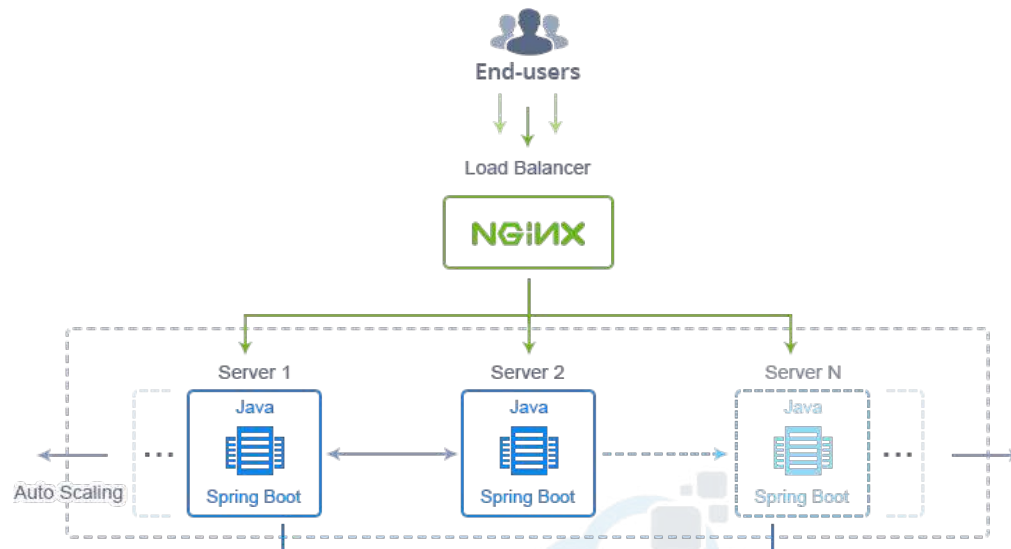 End-users
Load Balancer
NGINX
Server 1
Server 2
Server N
Java
Java
Java
...
...
Auto Scaling
Spring Boot
Spring Boot
Spring Boot